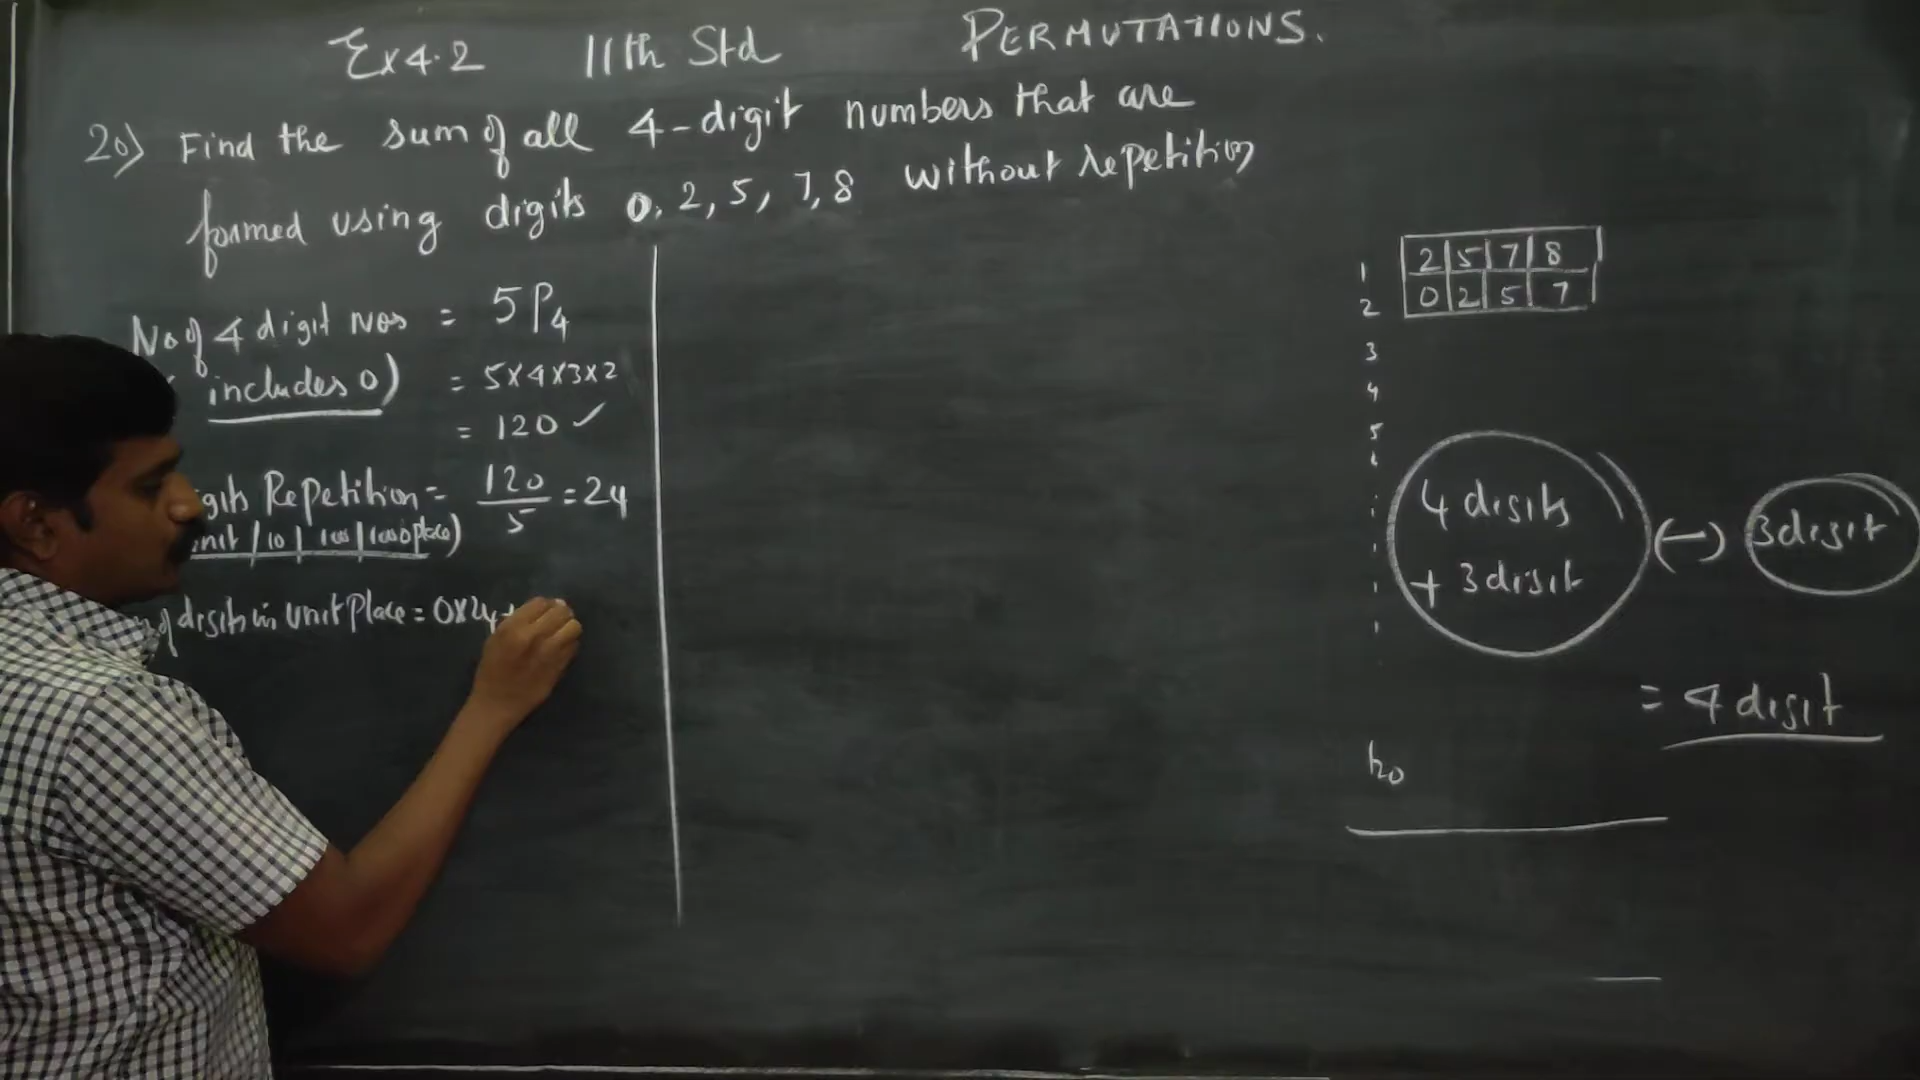 Ex 4.2 11th Std PERMUTATIONS.
20) Find the sum of all 4-digit numbers that are
formed using digits 0, 2, 5, 7, 8 without repetition
No of 4 digit Nos = 5P4
includes 0) = 5x4x3x2
= 120 ✓
gits Repetition = 120/5 = 24
unit / 10 / 100 / 1000 place)
of digits in unit place = 0x24+
1 2 5 7 8
2 0 2 5 7
3
4
5
4 digits
+ 3 digit
(-) 3 digit
= 4 digit